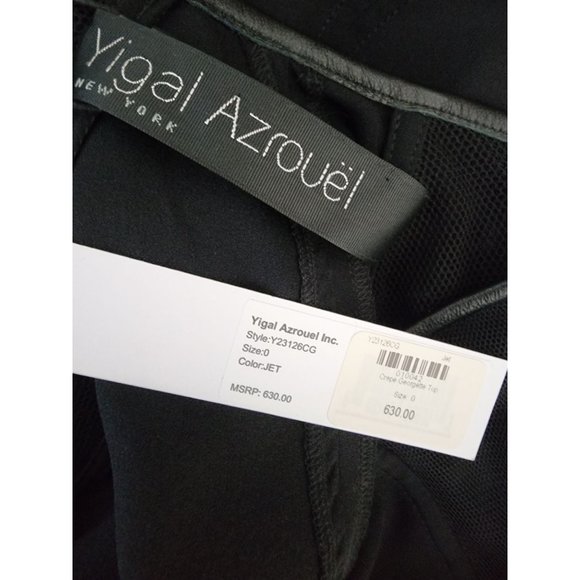 Yigal Azrouël
NEW YORK
Yigal Azrouel Inc.
Style:Y23126CG
Size:0
Color:JET
MSRP: 630.00
Y23126CG Jet
Crepe Georgette Top
Size 0
630.00